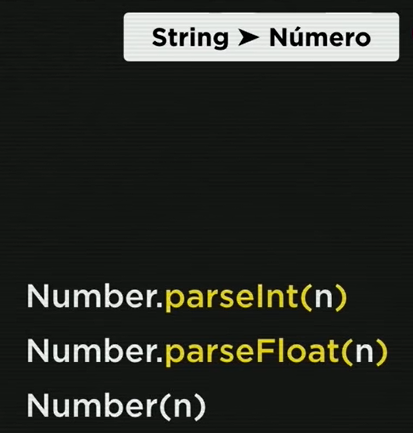 String ➤ Número
Number.parseInt(n)
Number.parseFloat(n)
Number(n)